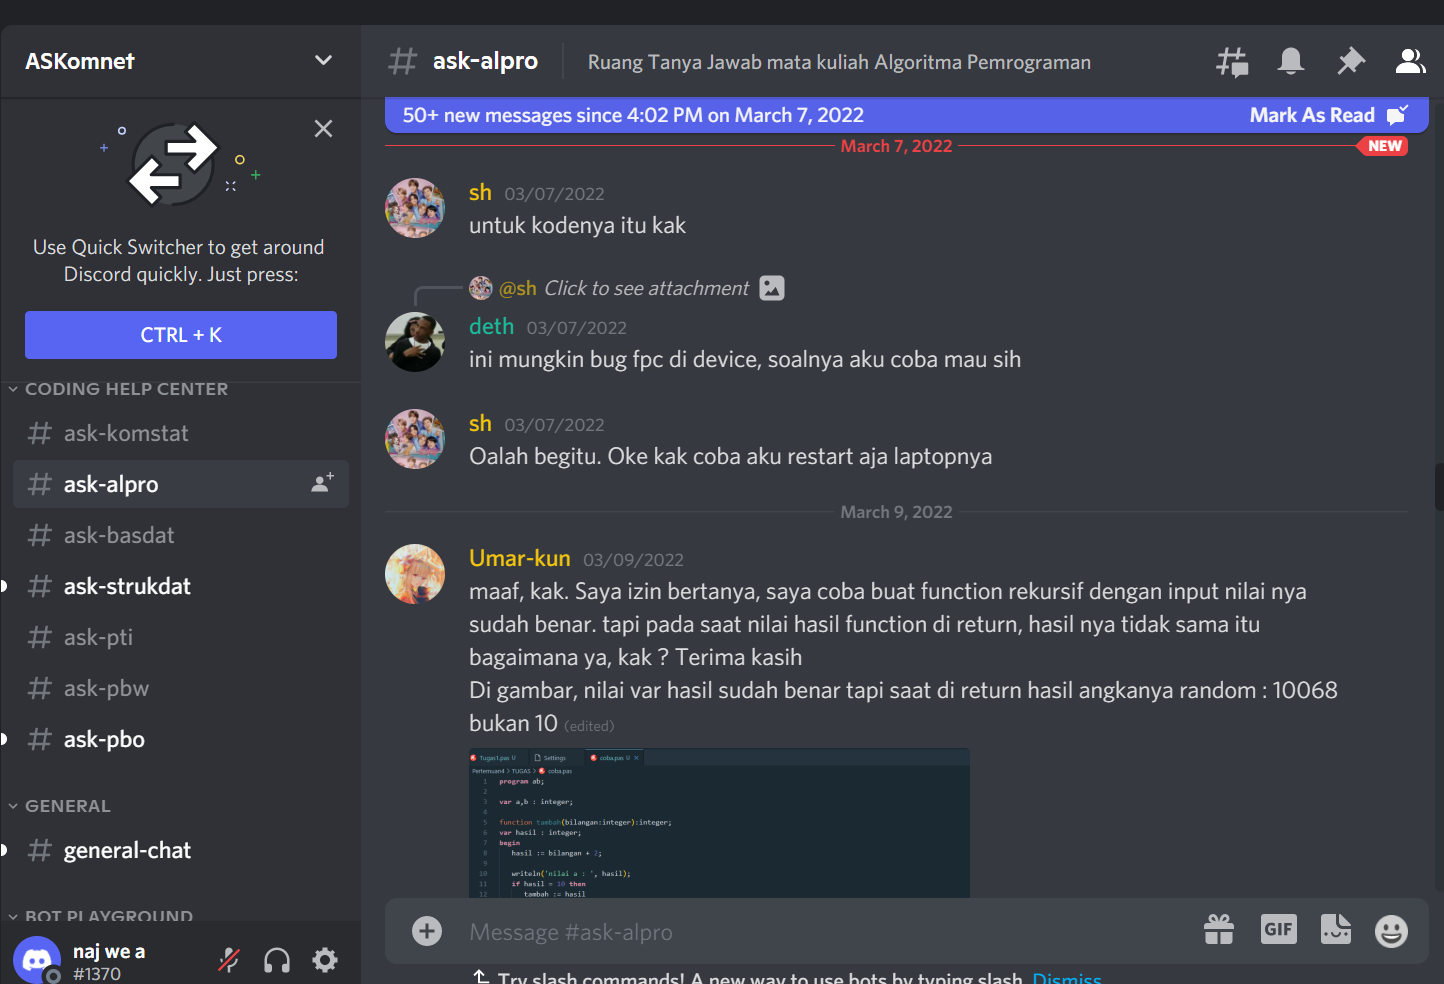 ASKomnet
Use Quick Switcher to get around
Discord quickly. Just press:
CTRL + K
CODING HELP CENTER
ask-komstat
ask-alpro
ask-basdat
ask-strukdat
ask-pti
ask-pbw
ask-pbo
GENERAL
general-chat
BOT PLAYGROUND
naj we a
#1370
# ask-alpro
Ruang Tanya Jawab mata kuliah Algoritma Pemrograman
50+ new messages since 4:02 PM on March 7, 2022
Mark As Read
March 7, 2022
NEW
sh 03/07/2022
untuk kodenya itu kak
@sh Click to see attachment
deth 03/07/2022
ini mungkin bug fpc di device, soalnya aku coba mau sih
sh 03/07/2022
Oalah begitu. Oke kak coba aku restart aja laptopnya
March 9, 2022
Umar-kun 03/09/2022
maaf, kak. Saya izin bertanya, saya coba buat function rekursif dengan input nilai nya
sudah benar. tapi pada saat nilai hasil function di return, hasil nya tidak sama itu
bagaimana ya, kak ? Terima kasih
Di gambar, nilai var hasil sudah benar tapi saat di return hasil angkanya random : 10068
bukan 10 (edited)
Tugas1.pas U Settings coba.pas U ×
Pertemuan4 > TUGAS > coba.pas
1 program ab;
2
3 var a,b : integer;
4
5 function tambah(bilangan:integer):integer;
6 var hasil : integer;
7 begin
8 hasil := bilangan + 2;
9
10 writeln('nilai a : ', hasil);
11 if hasil = 10 then
12 tambah := hasil
Message #ask-alpro
GIF
Try slash commands! A new way to use bots by typing slash. Dismiss